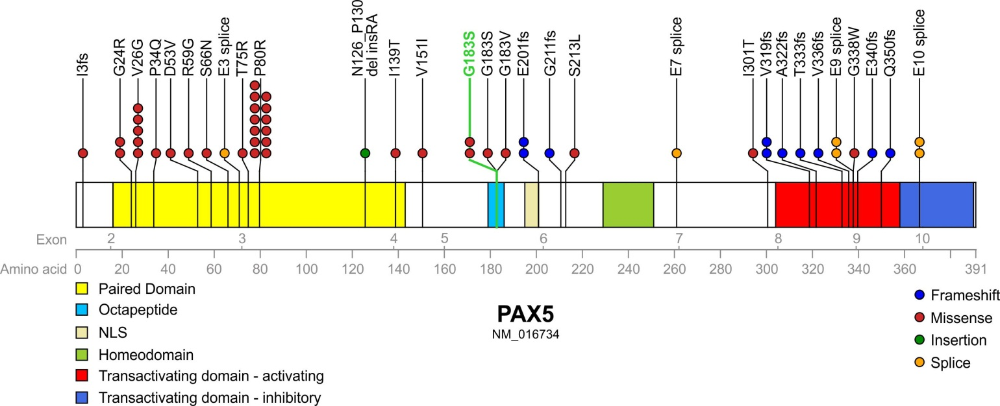 I3fs
G24R
V26G
P34Q
D53V
R59G
S66N
E3 splice
T75R
P80R
N126_P130
del insRA
I139T
V151I
G183S
G183S
G183V
E201fs
G211fs
S213L
E7 splice
I301T
V319fs
A322fs
T333fs
V336fs
E9 splice
G338W
E340fs
Q350fs
E10 splice
Exon 2 3 4 5 6 7 8 9 10
Amino acid 0 20 40 60 80 100 120 140 160 180 200 220 240 260 280 300 320 340 360 391
Paired Domain
Octapeptide
NLS
Homeodomain
Transactivating domain - activating
Transactivating domain - inhibitory
PAX5
NM_016734
Frameshift
Missense
Insertion
Splice